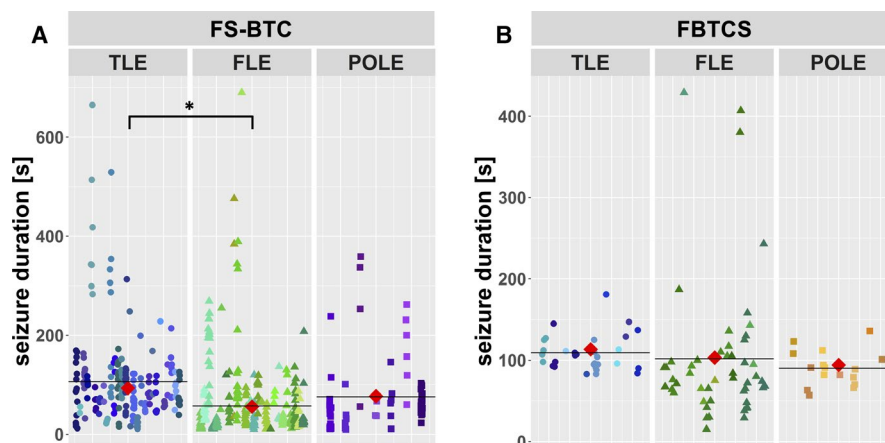 A
FS-BTC
TLE FLE POLE
*
seizure duration [s]
600
400
200
0
B
FBTCS
TLE FLE POLE
seizure duration [s]
400
300
200
100
0